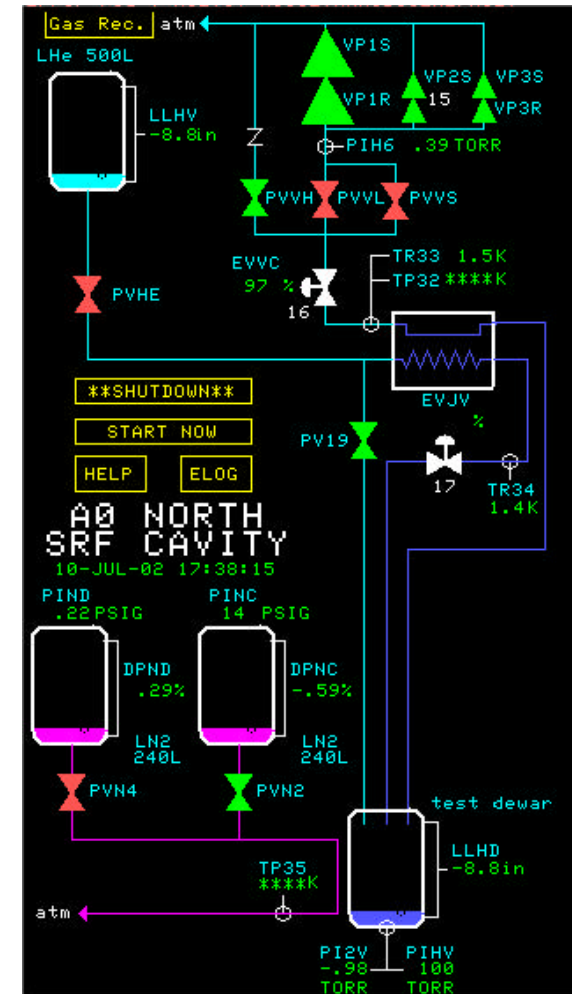 Gas Rec. atm
LHe 500L
VP1S
VP2S VP3S
15
VP1R VP3R
LLHV
-8.8in
Z
PIH6 .39 TORR
PVVH PVVL PVVS
EVVC
97 %
16
TR33 1.5K
TP32 ****K
PVHE
EVJV
%
**SHUTDOWN**
START NOW
HELP ELOG
PV19
17
TR34
1.4K
A0 NORTH
SRF CAVITY
10-JUL-02 17:38:15
PIND PINC
.22 PSIG 14 PSIG
DPND DPNC
.29% -.59%
LN2 LN2
240L 240L
PVN4 PVN2
test dewar
LLHD
-8.8in
TP35
****K
atm
PI2V PIHV
-.98 100
TORR TORR